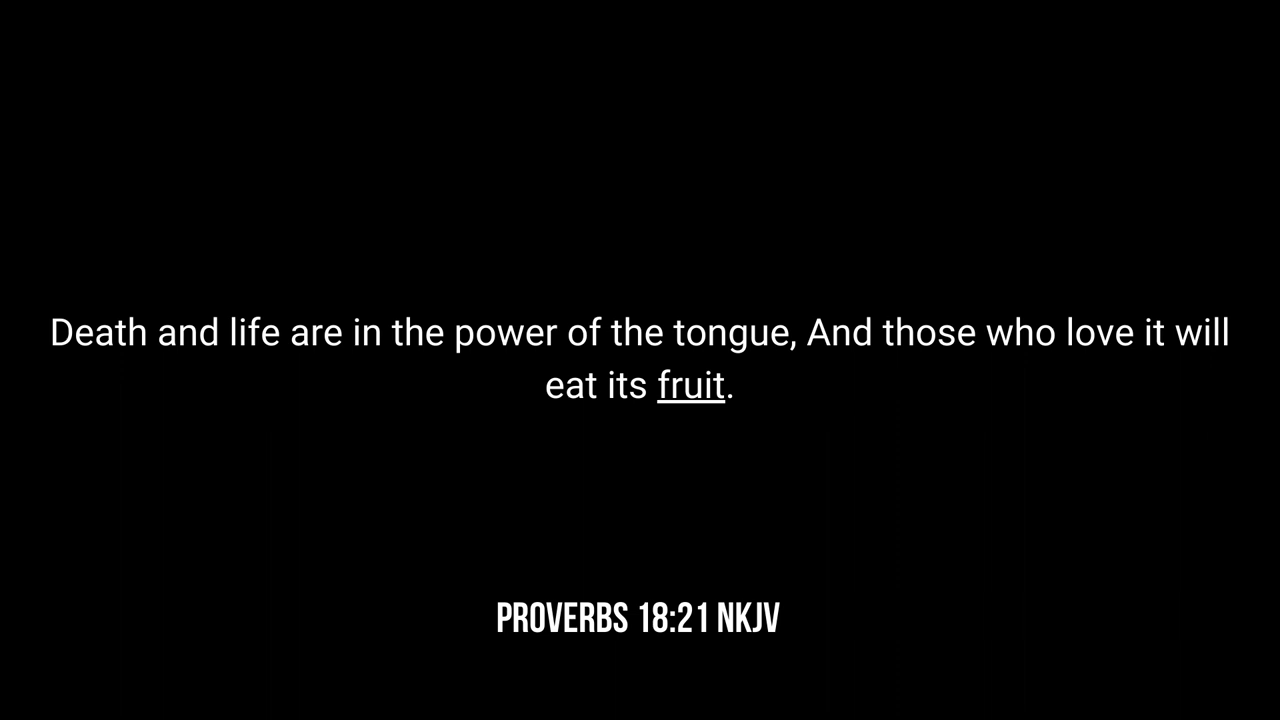 Death and life are in the power of the tongue, And those who love it will
eat its fruit.
PROVERBS 18:21 NKJV